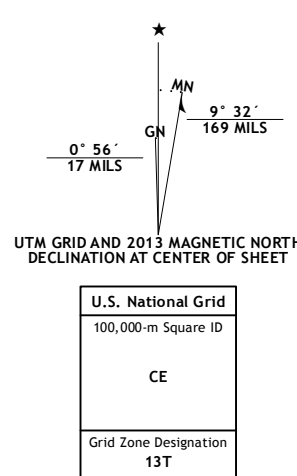 ★
MN
9° 32´
169 MILS
GN
0° 56´
17 MILS
UTM GRID AND 2013 MAGNETIC NORTH
DECLINATION AT CENTER OF SHEET
U.S. National Grid
100,000-m Square ID
CE
Grid Zone Designation
13T